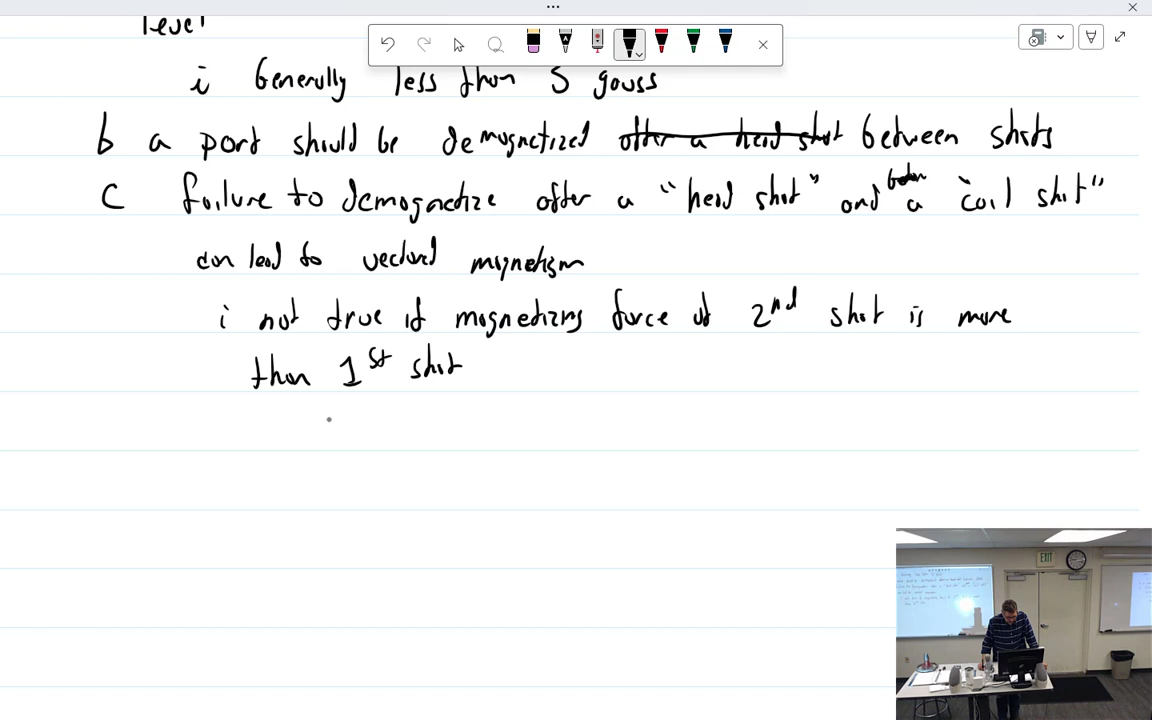 level
i Generally less than 5 gauss
b a part should be demagnetized after a head shot between shots
c failure to demagnetize after a "head shot" and before a "coil shot"
can lead to vectoral magnetism
i not true if magnetizing force of 2nd shot is more
than 1st shot
EXIT